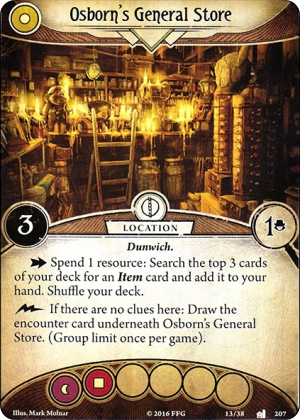 Osborn's General Store
3
LOCATION
1
Dunwich.
Spend 1 resource: Search the top 3 cards
of your deck for an Item card and add it to your
hand. Shuffle your deck.
If there are no clues here: Draw the
encounter card underneath Osborn's General
Store. (Group limit once per game).
Illus. Mark Molnar
© 2016 FFG
13/38
207